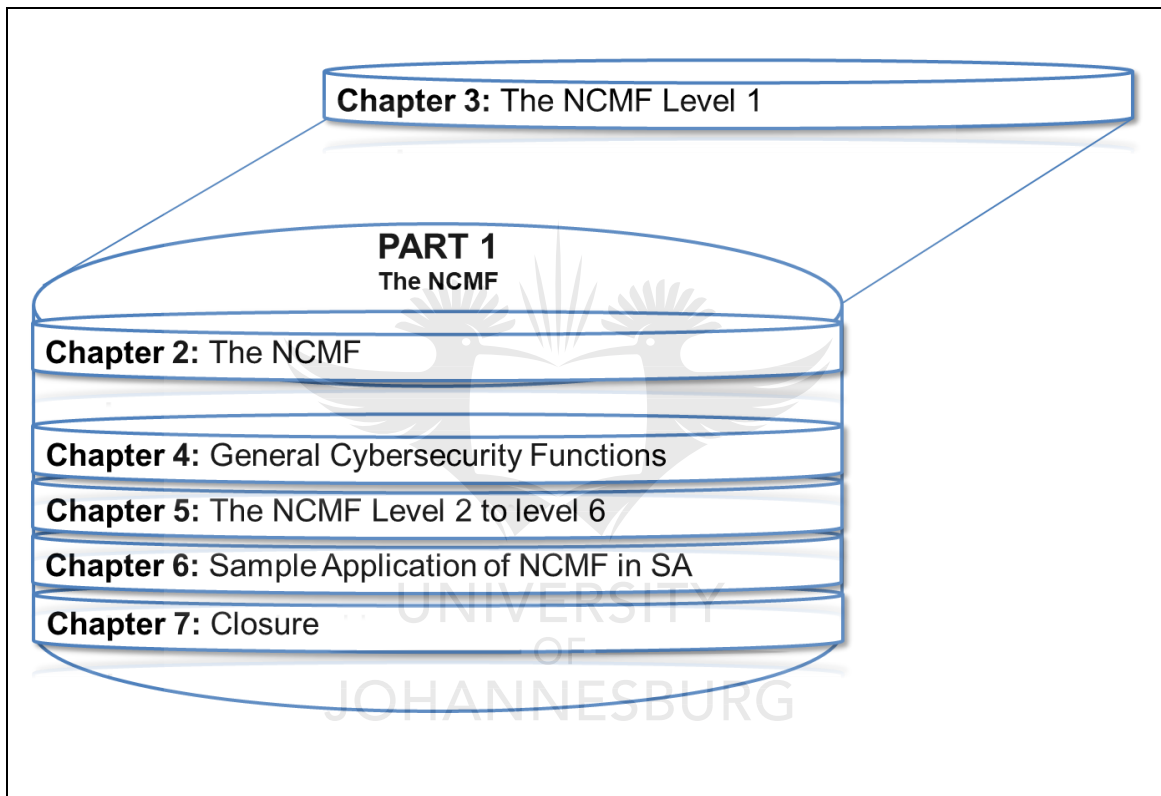 Chapter 3: The NCMF Level 1
PART 1
The NCMF
Chapter 2: The NCMF
Chapter 4: General Cybersecurity Functions
Chapter 5: The NCMF Level 2 to level 6
Chapter 6: Sample Application of NCMF in SA
Chapter 7: Closure
UNIVERSITY
OF
JOHANNESBURG